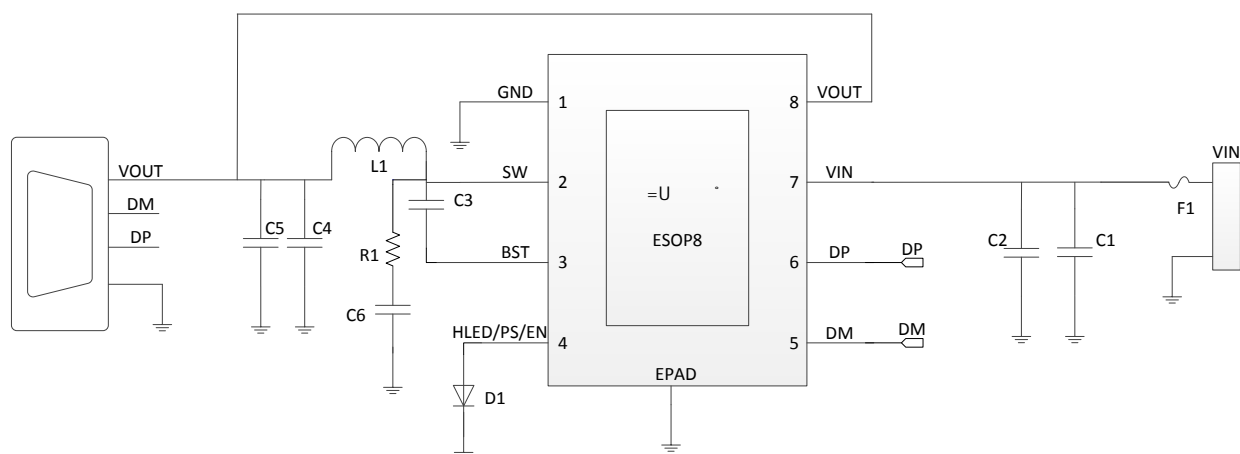 GND
1
8
VOUT
VOUT
L1
SW
2
7
VIN
VIN
C3
=U
F1
DM
C5
C4
ESOP8
C2
C1
DP
R1
BST
3
6
DP
DP
C6
HLED/PS/EN
4
5
DM
DM
EPAD
D1